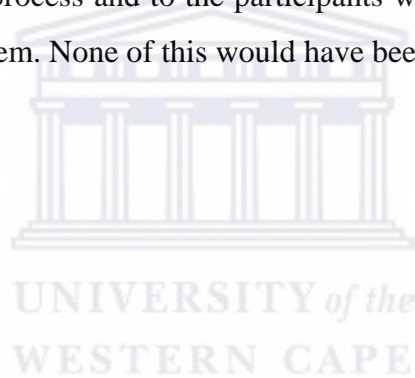 process and to the participants w
em. None of this would have bee
UNIVERSITY of the
WESTERN CAPE